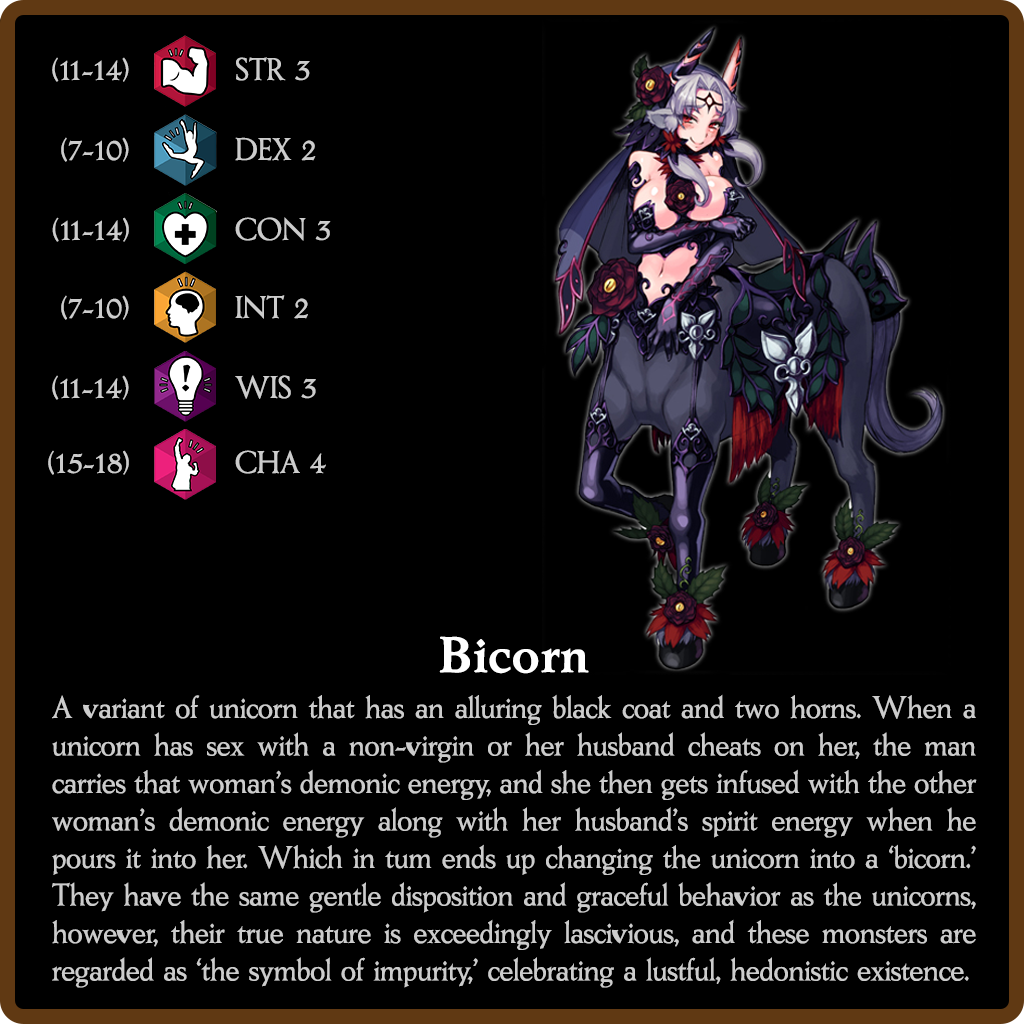 (11-14) STR 3
(7-10) DEX 2
(11-14) CON 3
(7-10) INT 2
(11-14) WIS 3
(15-18) CHA 4
Bicorn
A variant of unicorn that has an alluring black coat and two horns. When a
unicorn has sex with a non-virgin or her husband cheats on her, the man
carries that woman's demonic energy, and she then gets infused with the other
woman's demonic energy along with her husband's spirit energy when he
pours it into her. Which in tum ends up changing the unicorn into a ‘bicorn.’
They have the same gentle disposition and graceful behavior as the unicorns,
however, their true nature is exceedingly lascivious, and these monsters are
regarded as ‘the symbol of impurity,’ celebrating a lustful, hedonistic existence.